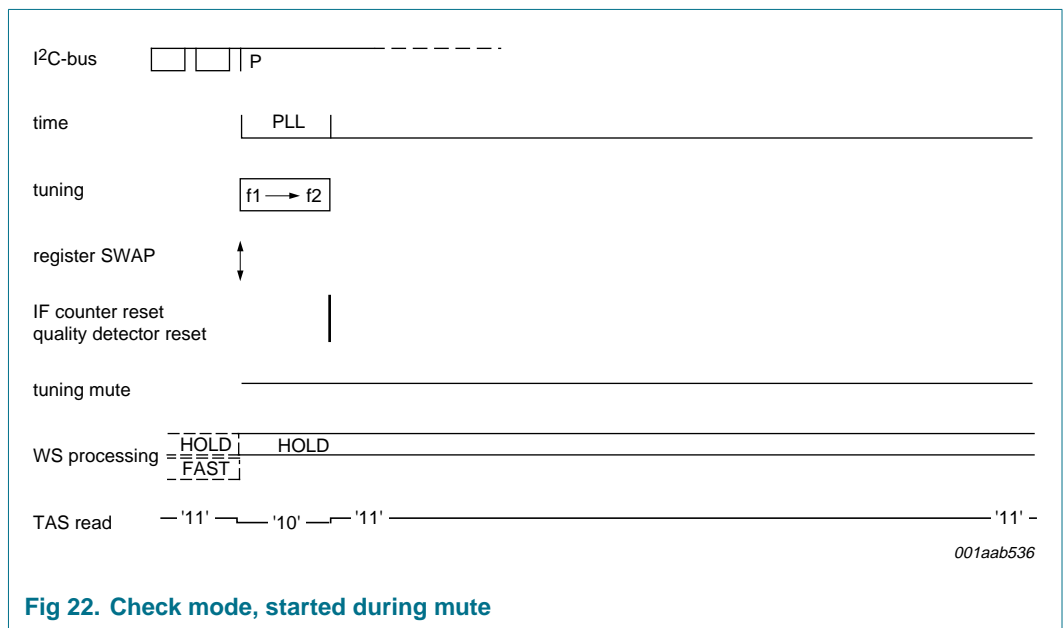 I2C-bus P
time PLL
tuning f1 → f2
register SWAP
IF counter reset
quality detector reset
tuning mute
HOLD HOLD
WS processing
FAST
TAS read '11' '10' '11' '11'
001aab536
Fig 22. Check mode, started during mute